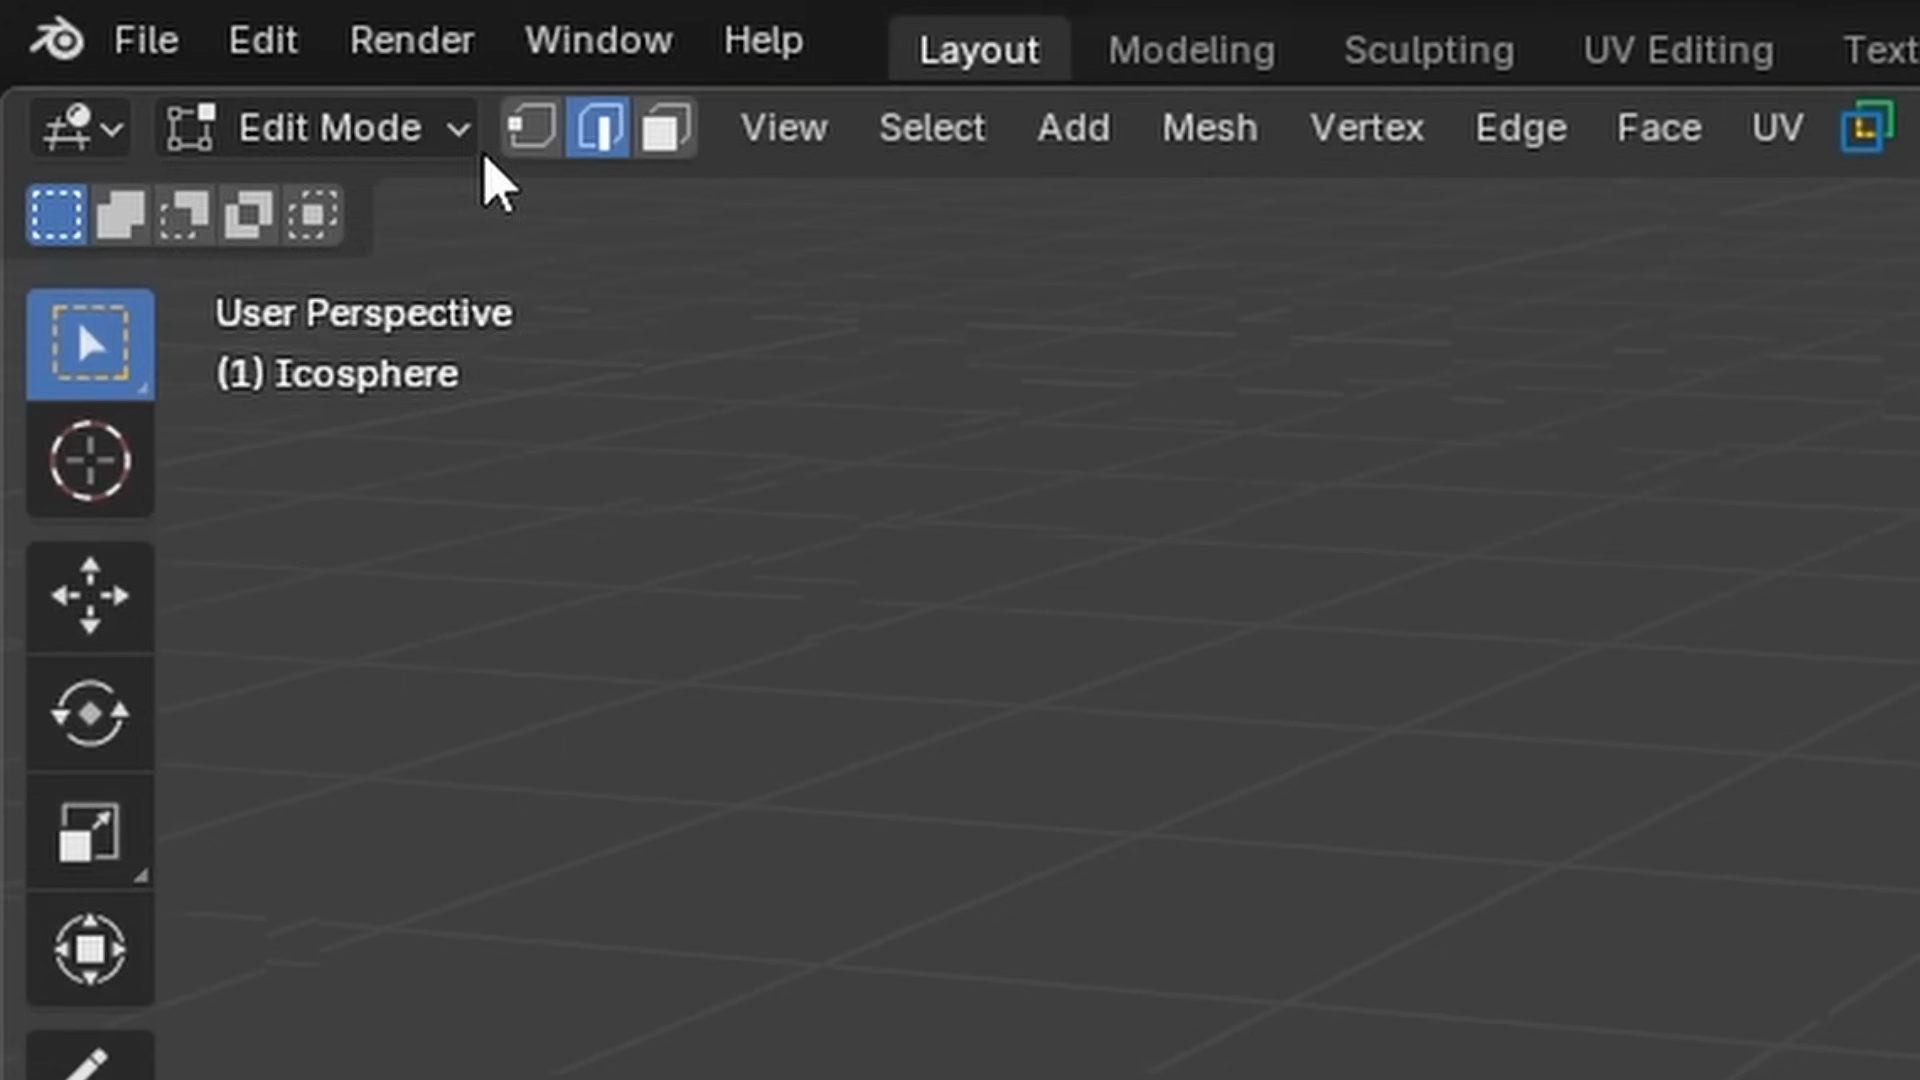 File Edit Render Window Help Layout Modeling Sculpting UV Editing Text
Edit Mode View Select Add Mesh Vertex Edge Face UV
User Perspective
(1) Icosphere